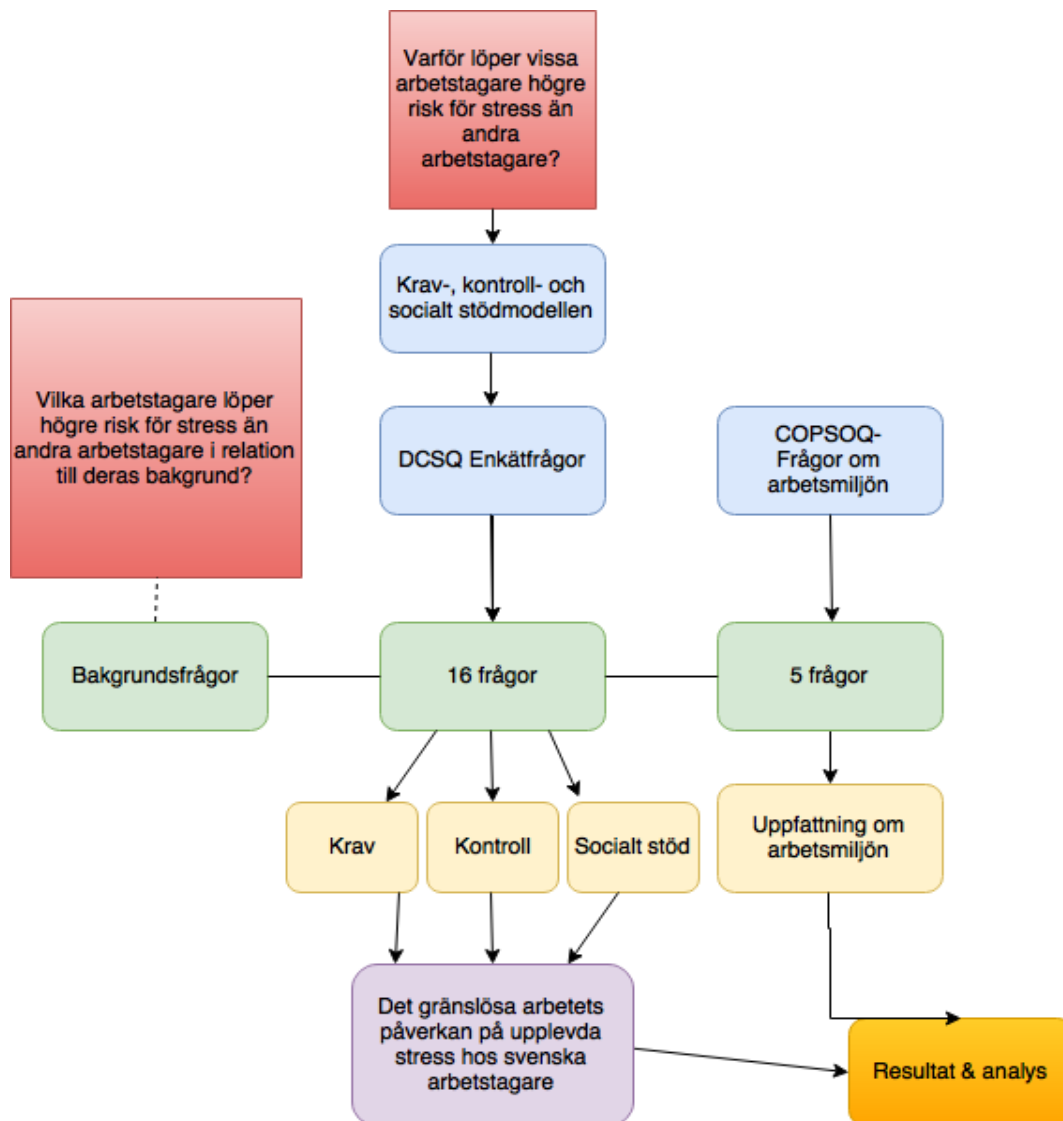 Varför löper vissa
arbetstagare högre
risk för stress än
andra
arbetstagare?
Krav-, kontroll- och
socialt stödmodellen
Vilka arbetstagare löper
högre risk för stress än
andra arbetstagare i relation
till deras bakgrund?
DCSQ Enkätfrågor
COPSOQ-
Frågor om
arbetsmiljön
Bakgrundsfrågor
16 frågor
5 frågor
Krav
Kontroll
Socialt stöd
Uppfattning om
arbetsmiljön
Det gränslösa arbetets
påverkan på upplevda
stress hos svenska
arbetstagare
Resultat & analys